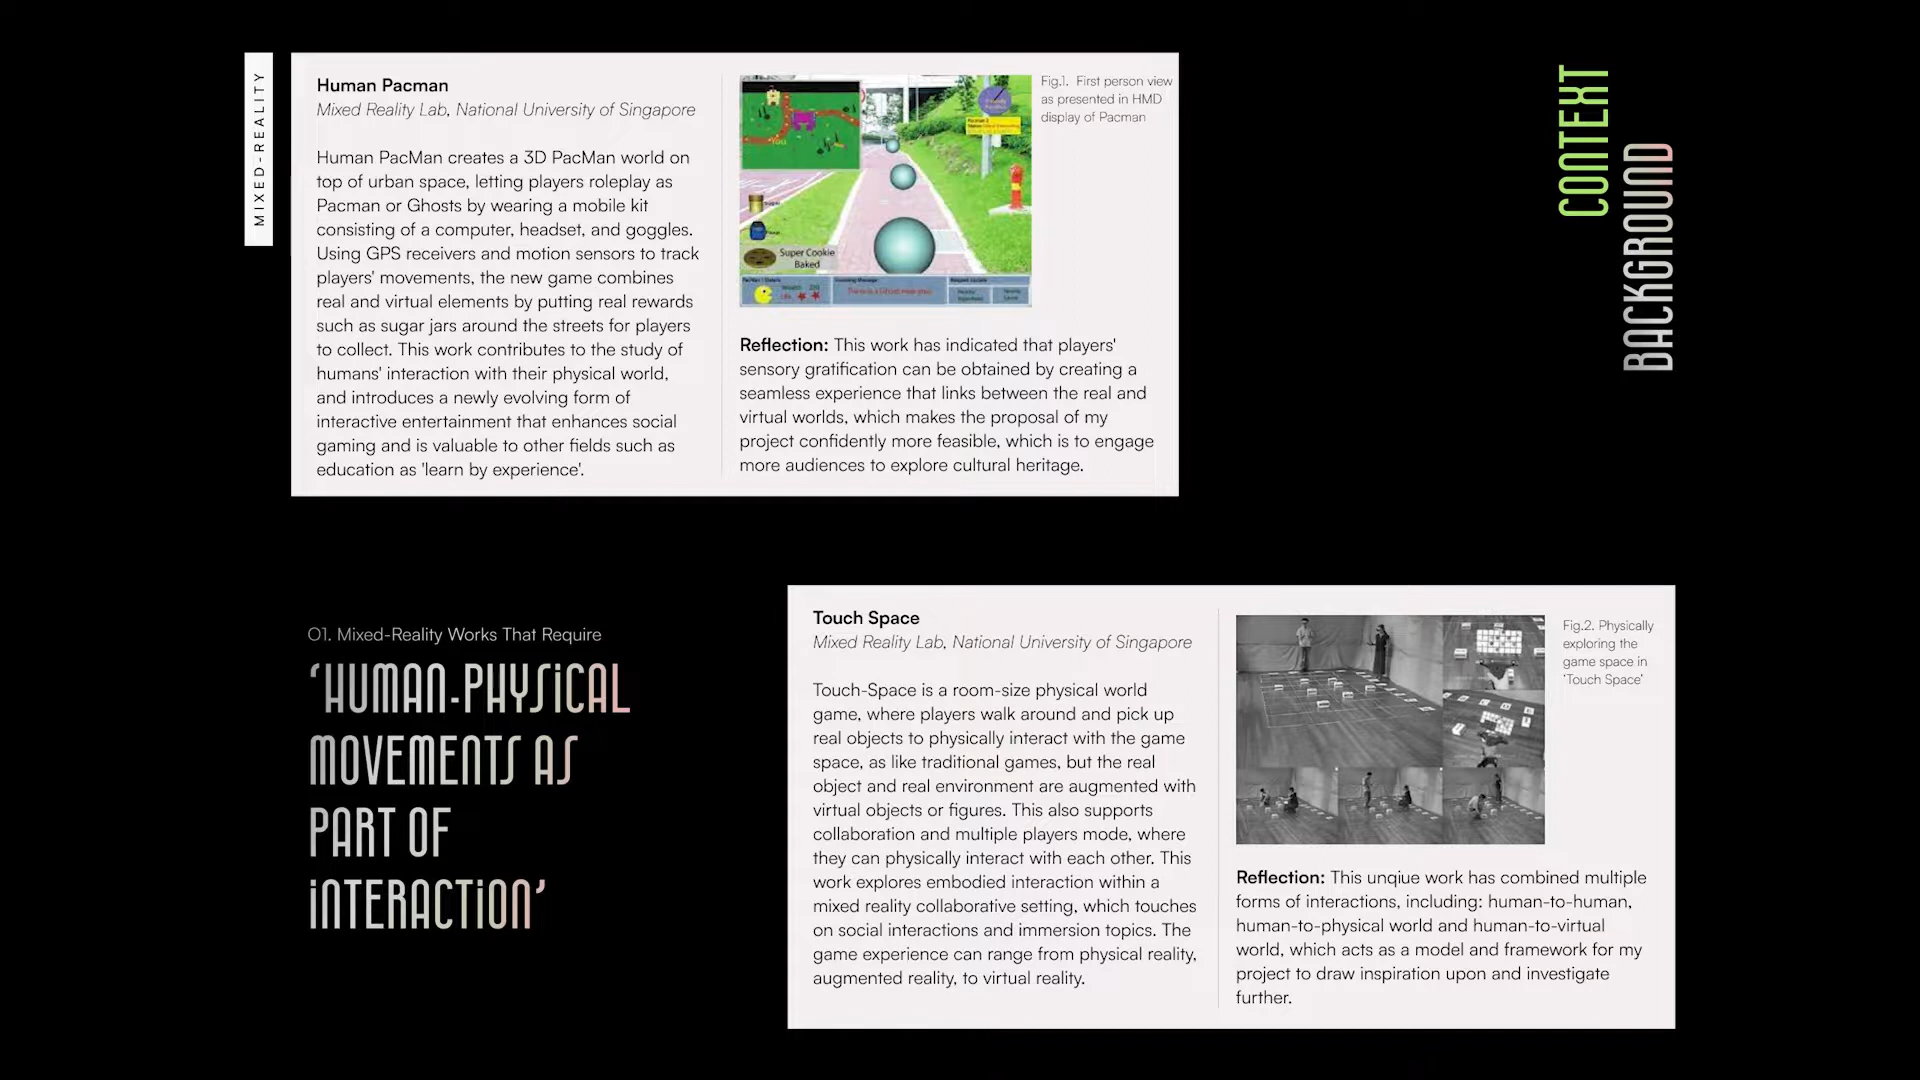 MIXED-REALITY
Human Pacman
Mixed Reality Lab, National University of Singapore
Human PacMan creates a 3D PacMan world on
top of urban space, letting players roleplay as
Pacman or Ghosts by wearing a mobile kit
consisting of a computer, headset, and goggles.
Using GPS receivers and motion sensors to track
players' movements, the new game combines
real and virtual elements by putting real rewards
such as sugar jars around the streets for players
to collect. This work contributes to the study of
humans' interaction with their physical world,
and introduces a newly evolving form of
interactive entertainment that enhances social
gaming and is valuable to other fields such as
education as 'learn by experience'.
Super Cookie
Baked
Fig.1. First person view
as presented in HMD
display of Pacman
Reflection: This work has indicated that players'
sensory gratification can be obtained by creating a
seamless experience that links between the real and
virtual worlds, which makes the proposal of my
project confidently more feasible, which is to engage
more audiences to explore cultural heritage.
CONTEXT
BACKGROUND
01. Mixed-Reality Works That Require
‘HUMAN-PHYSiCAL
MOVEMENTS AS
PART OF
iNTERACTiON’
Touch Space
Mixed Reality Lab, National University of Singapore
Touch-Space is a room-size physical world
game, where players walk around and pick up
real objects to physically interact with the game
space, as like traditional games, but the real
object and real environment are augmented with
virtual objects or figures. This also supports
collaboration and multiple players mode, where
they can physically interact with each other. This
work explores embodied interaction within a
mixed reality collaborative setting, which touches
on social interactions and immersion topics. The
game experience can range from physical reality,
augmented reality, to virtual reality.
Fig.2. Physically
exploring the
game space in
‘Touch Space’
Reflection: This unqiue work has combined multiple
forms of interactions, including: human-to-human,
human-to-physical world and human-to-virtual
world, which acts as a model and framework for my
project to draw inspiration upon and investigate
further.